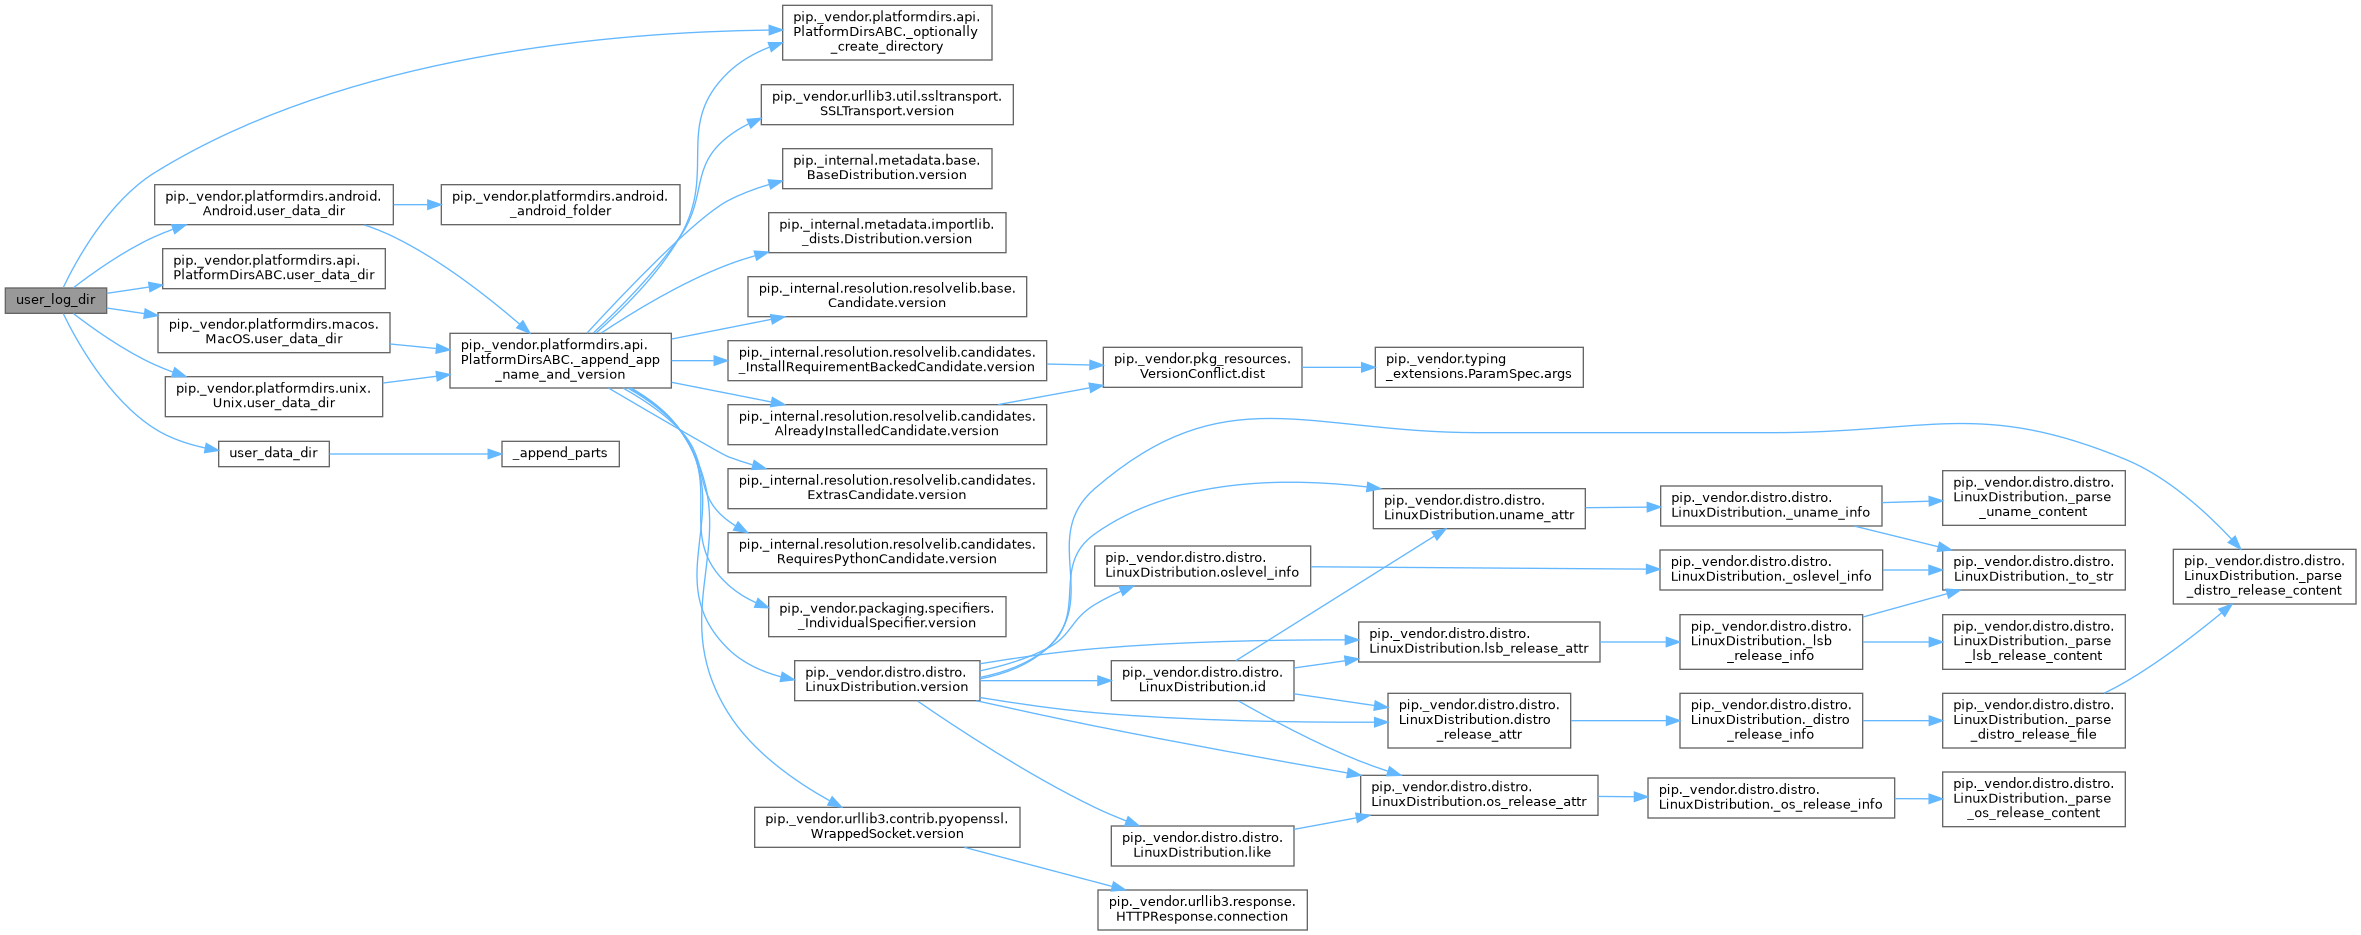 user_log_dir
pip._vendor.platformdirs.android.
Android.user_data_dir
pip._vendor.platformdirs.api.
PlatformDirsABC.user_data_dir
pip._vendor.platformdirs.macos.
MacOS.user_data_dir
pip._vendor.platformdirs.unix.
Unix.user_data_dir
user_data_dir
pip._vendor.platformdirs.android.
_android_folder
pip._vendor.platformdirs.api.
PlatformDirsABC._append_app
_name_and_version
_append_parts
pip._vendor.platformdirs.api.
PlatformDirsABC._optionally
_create_directory
pip._vendor.urllib3.util.ssltransport.
SSLTransport.version
pip._internal.metadata.base.
BaseDistribution.version
pip._internal.metadata.importlib.
_dists.Distribution.version
pip._internal.resolution.resolvelib.base.
Candidate.version
pip._internal.resolution.resolvelib.candidates.
_InstallRequirementBackedCandidate.version
pip._internal.resolution.resolvelib.candidates.
AlreadyInstalledCandidate.version
pip._internal.resolution.resolvelib.candidates.
ExtrasCandidate.version
pip._internal.resolution.resolvelib.candidates.
RequiresPythonCandidate.version
pip._vendor.packaging.specifiers.
_IndividualSpecifier.version
pip._vendor.distro.distro.
LinuxDistribution.version
pip._vendor.urllib3.contrib.pyopenssl.
WrappedSocket.version
pip._vendor.pkg_resources.
VersionConflict.dist
pip._vendor.distro.distro.
LinuxDistribution.oslevel_info
pip._vendor.distro.distro.
LinuxDistribution.id
pip._vendor.distro.distro.
LinuxDistribution.like
pip._vendor.urllib3.response.
HTTPResponse.connection
pip._vendor.typing
_extensions.ParamSpec.args
pip._vendor.distro.distro.
LinuxDistribution.uname_attr
pip._vendor.distro.distro.
LinuxDistribution.lsb_release_attr
pip._vendor.distro.distro.
LinuxDistribution.distro
_release_attr
pip._vendor.distro.distro.
LinuxDistribution.os_release_attr
pip._vendor.distro.distro.
LinuxDistribution._uname_info
pip._vendor.distro.distro.
LinuxDistribution._oslevel_info
pip._vendor.distro.distro.
LinuxDistribution._lsb
_release_info
pip._vendor.distro.distro.
LinuxDistribution._distro
_release_info
pip._vendor.distro.distro.
LinuxDistribution._os_release_info
pip._vendor.distro.distro.
LinuxDistribution._parse
_uname_content
pip._vendor.distro.distro.
LinuxDistribution._to_str
pip._vendor.distro.distro.
LinuxDistribution._parse
_lsb_release_content
pip._vendor.distro.distro.
LinuxDistribution._parse
_distro_release_file
pip._vendor.distro.distro.
LinuxDistribution._parse
_os_release_content
pip._vendor.distro.distro.
LinuxDistribution._parse
_distro_release_content